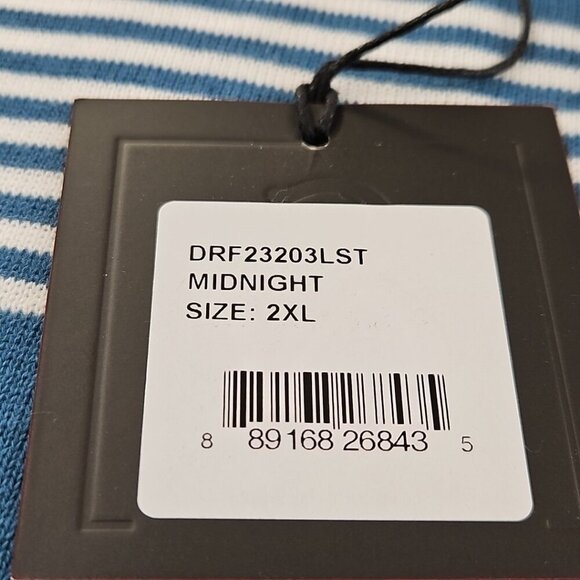 DRF23203LST
MIDNIGHT
SIZE: 2XL
8 89168 26843 5